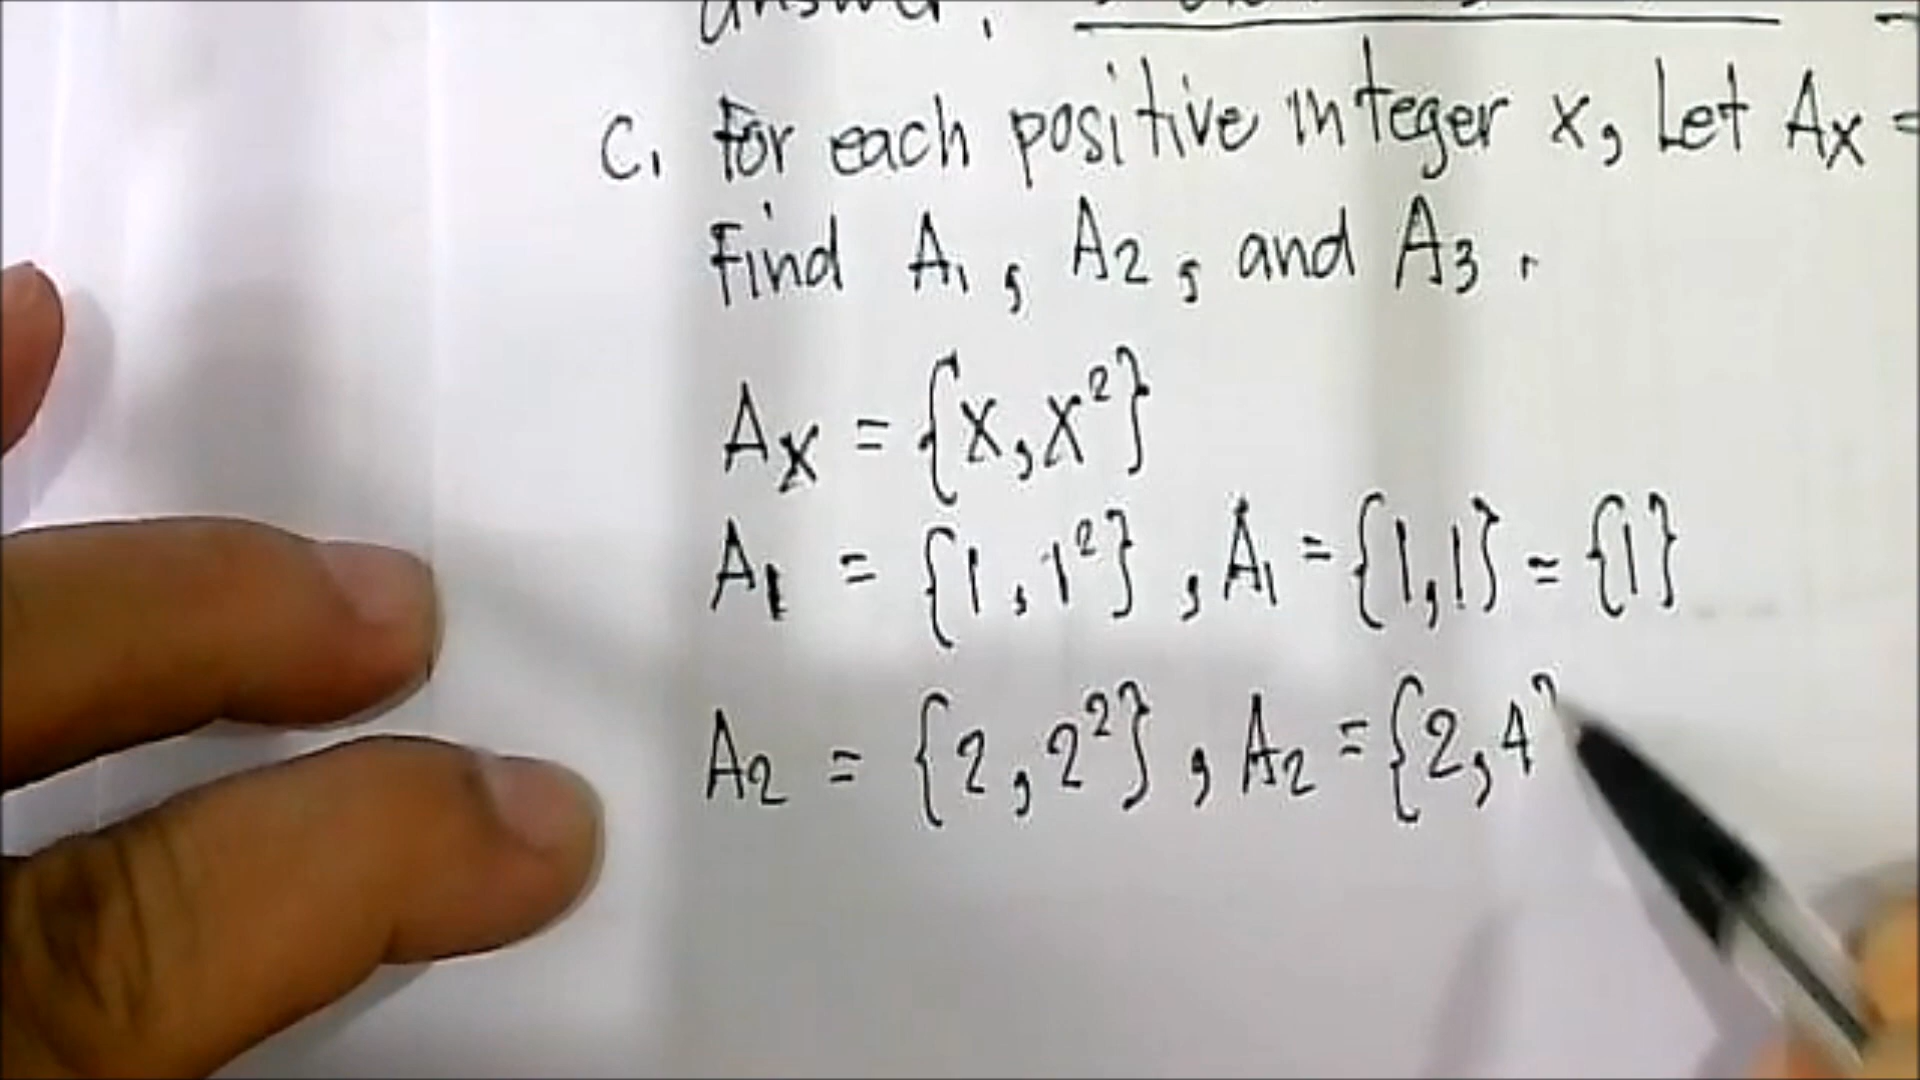 answer:
C. For each positive integer x, Let Ax =
Find A1, A2, and A3.
Ax = {x, x²}
A1 = {1, 1²}, A1 = {1,1} = {1}
A2 = {2, 2²}, A2 = {2, 4}